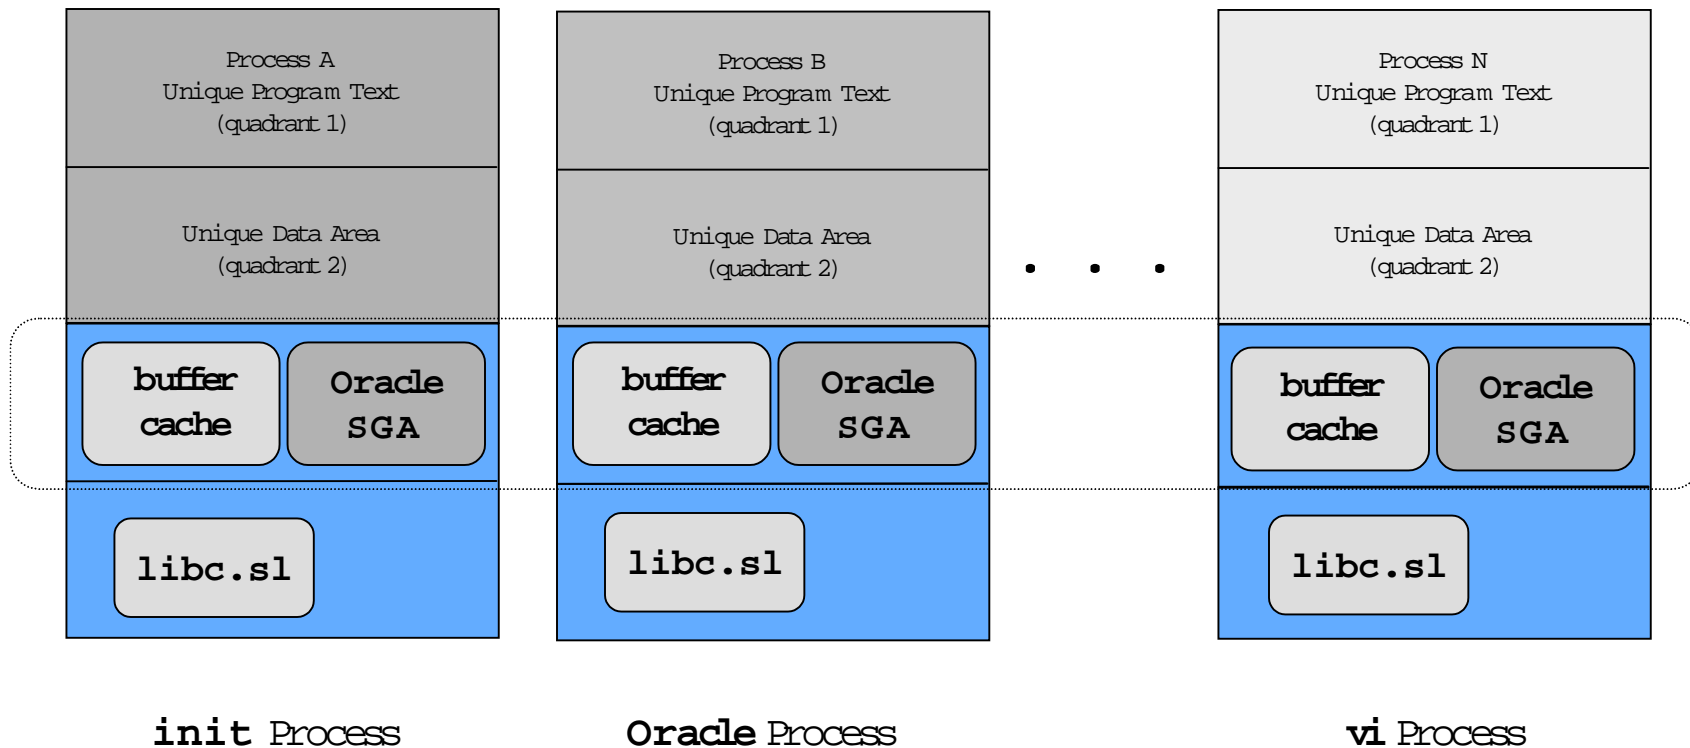 Process A
Unique Program Text
(quadrant 1)
Unique Data Area
(quadrant 2)
buffer
cache
Oracle
SGA
libc.sl
init Process
Process B
Unique Program Text
(quadrant 1)
Unique Data Area
(quadrant 2)
buffer
cache
Oracle
SGA
libc.sl
Oracle Process
. . .
Process N
Unique Program Text
(quadrant 1)
Unique Data Area
(quadrant 2)
buffer
cache
Oracle
SGA
libc.sl
vi Process